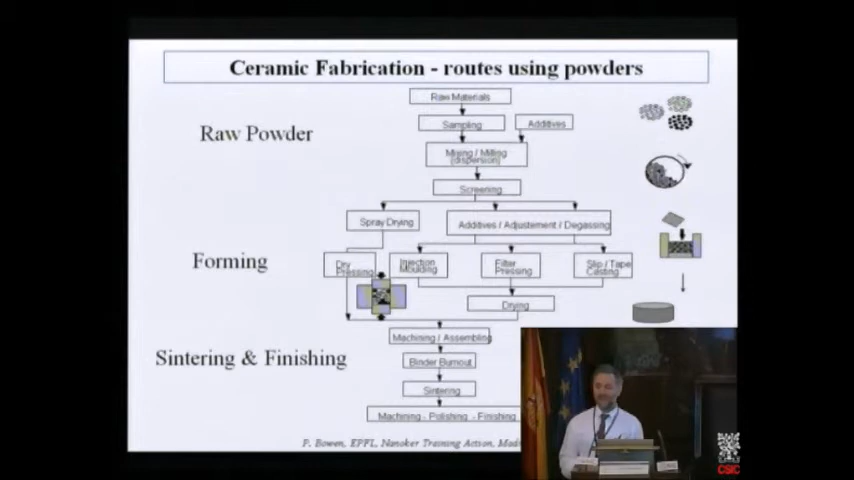 Ceramic Fabrication - routes using powders
Raw Materials
Raw Powder
Sampling
Additives
Mixing / Milling
(dispersion)
Screening
Spray Drying
Additives / Adjustement / Degassing
Forming
Dry
Pressing
Injection
Moulding
Filter
Pressing
Slip / Tape
Casting
Drying
Machining / Assembling
Sintering & Finishing
Binder Burnout
Sintering
Machining - Polishing - Finishing
P. Bowen, EPFL, Nanoker Training Action,
CSIC